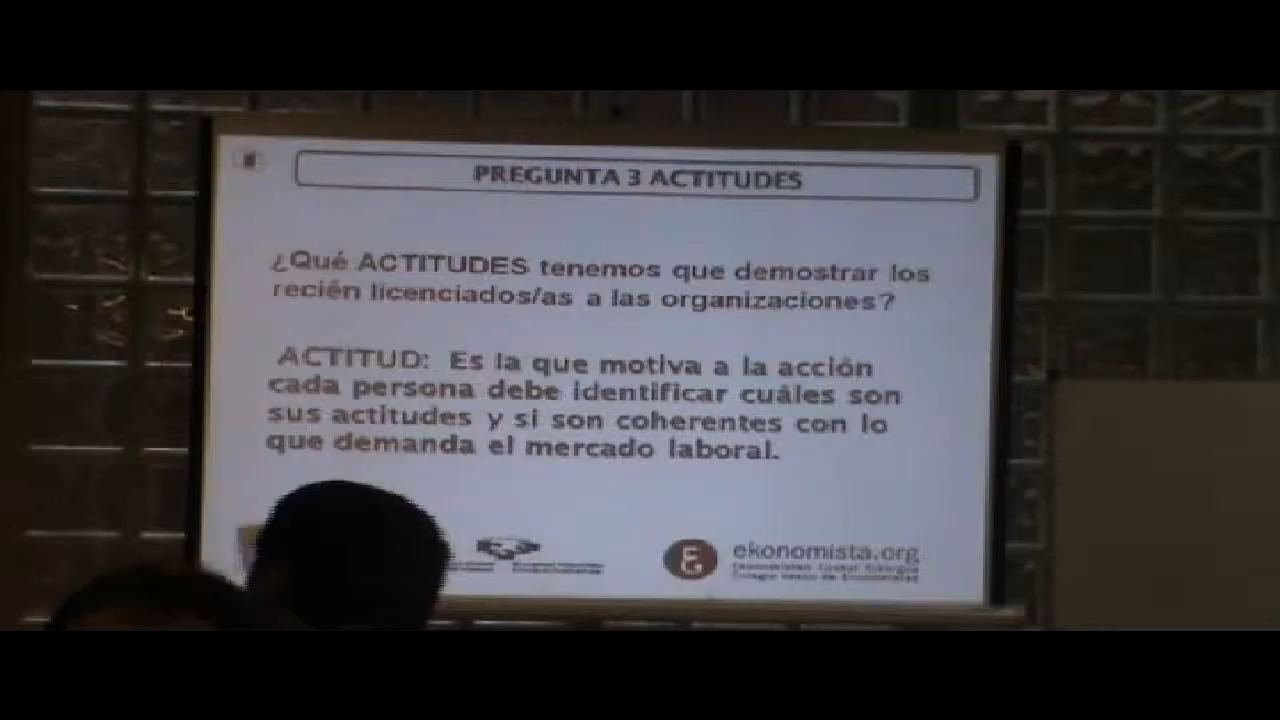 PREGUNTA 3 ACTITUDES
¿Qué ACTITUDES tenemos que demostrar los
recién licenciados/as a las organizaciones?
ACTITUD: Es la que motiva a la acción
cada persona debe identificar cuáles son
sus actitudes y si son coherentes con lo
que demanda el mercado laboral.
ekonomista.org